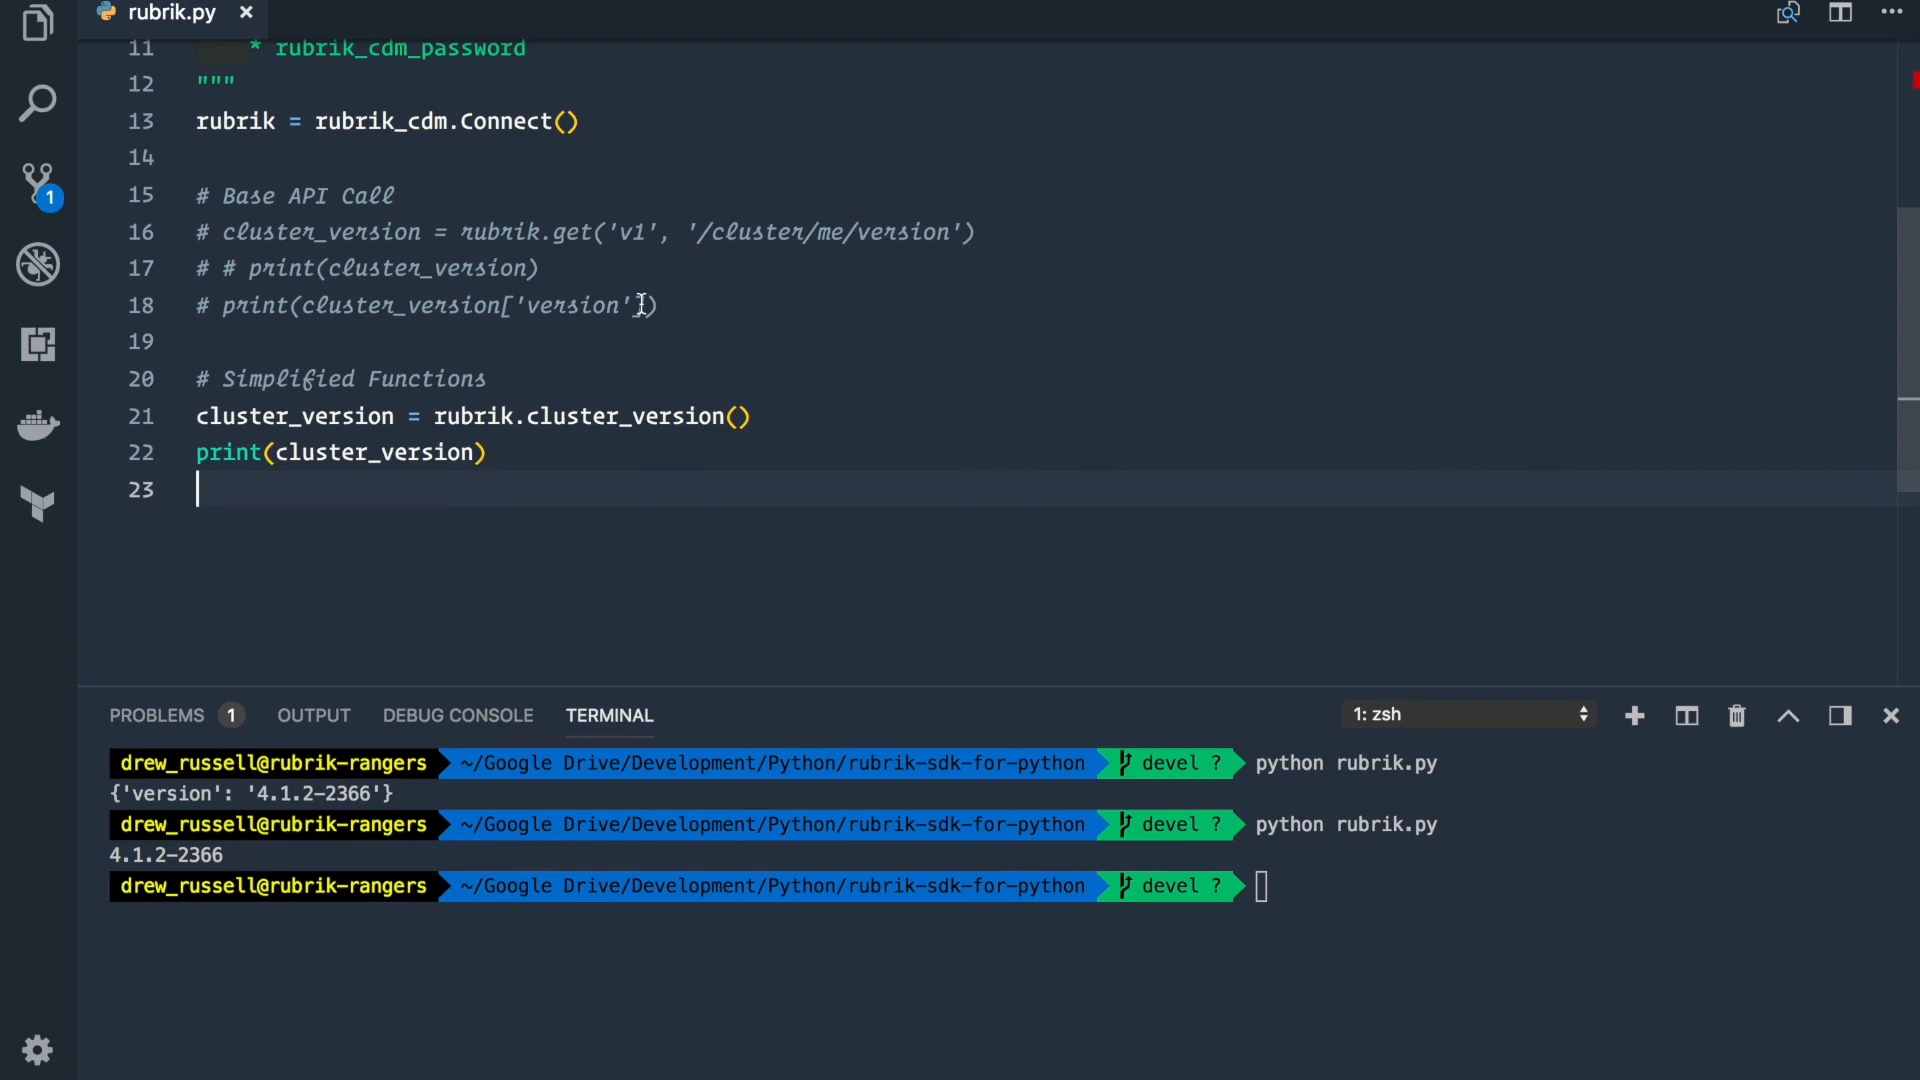 rubrik.py
11 * rubrik_cdm_password
12 """
13 rubrik = rubrik_cdm.Connect()
14
15 # Base API Call
16 # cluster_version = rubrik.get('v1', '/cluster/me/version')
17 # # print(cluster_version)
18 # print(cluster_version['version'])
19
20 # Simplified Functions
21 cluster_version = rubrik.cluster_version()
22 print(cluster_version)
23
1
PROBLEMS 1 OUTPUT DEBUG CONSOLE TERMINAL 1: zsh
drew_russell@rubrik-rangers ~/Google Drive/Development/Python/rubrik-sdk-for-python devel ? python rubrik.py
{'version': '4.1.2-2366'}
drew_russell@rubrik-rangers ~/Google Drive/Development/Python/rubrik-sdk-for-python devel ? python rubrik.py
4.1.2-2366
drew_russell@rubrik-rangers ~/Google Drive/Development/Python/rubrik-sdk-for-python devel ?